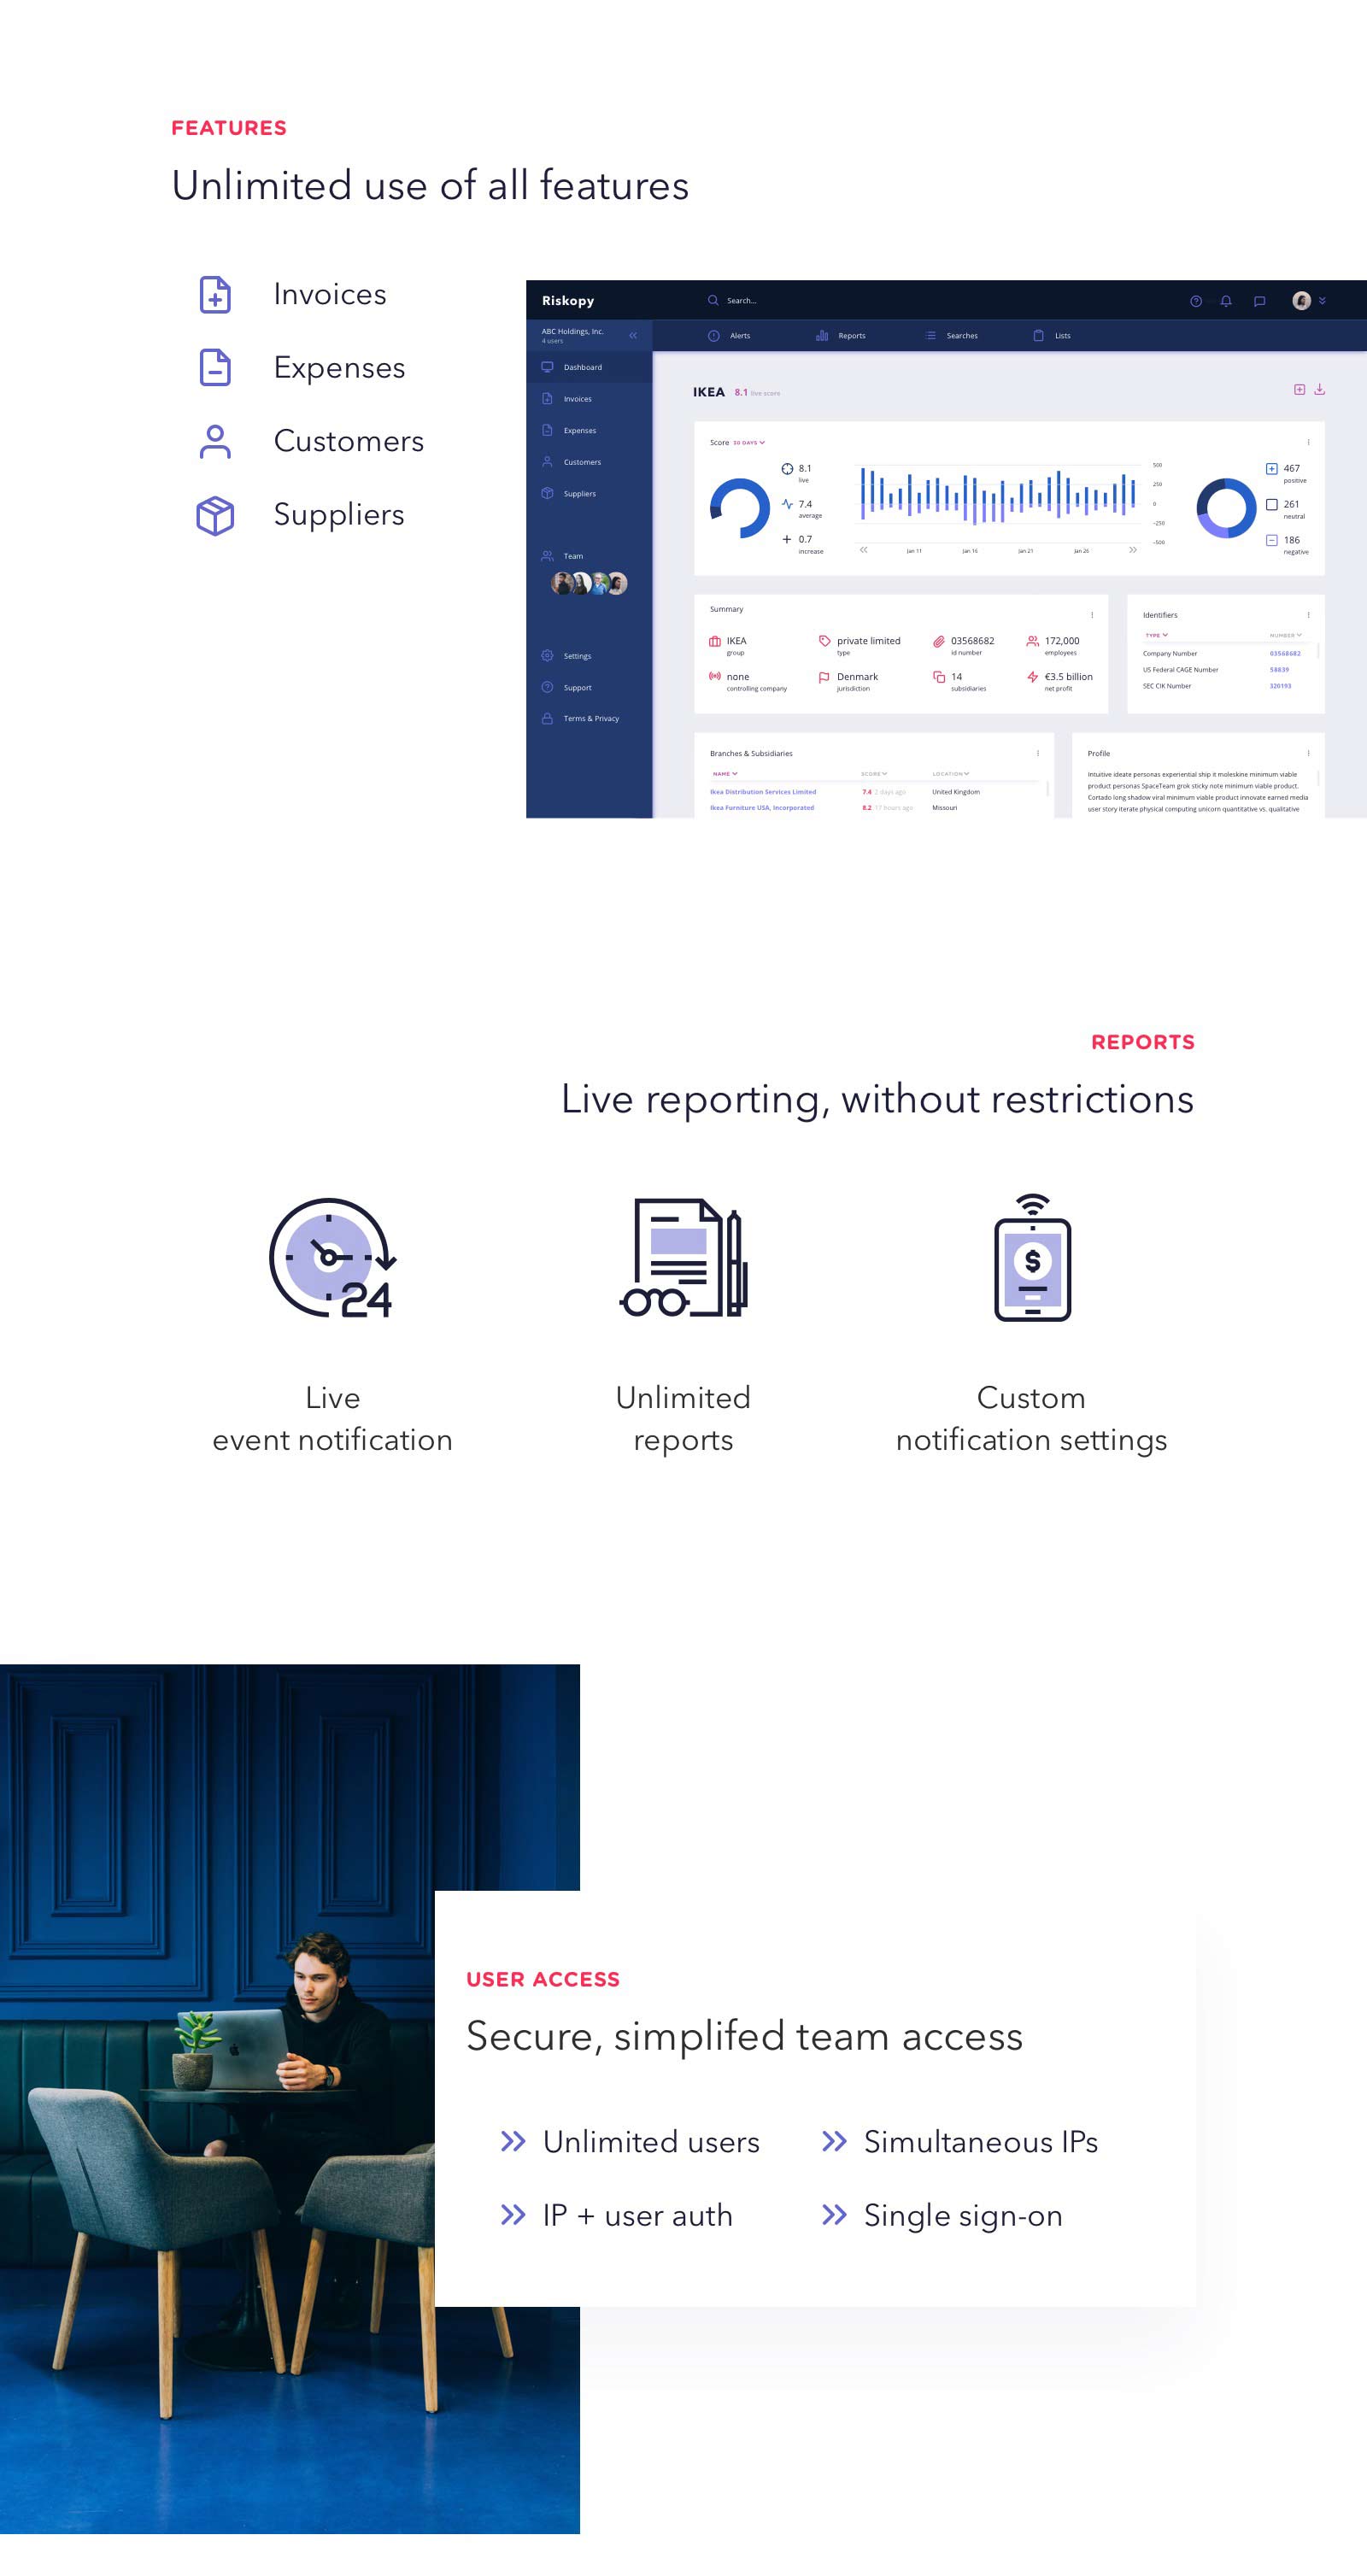 FEATURES
Unlimited use of all features
Invoices
Expenses
Customers
Suppliers
Riskopy
Search...
ABC Holdings, Inc.
4 users
Alerts
Reports
Searches
Lists
Dashboard
Invoices
Expenses
Customers
Suppliers
Team
Settings
Support
Terms & Privacy
IKEA 8.1 live score
Score 30 DAYS
8.1
live
7.4
average
0.7
increase
500
250
0
-250
-500
Jan 11
Jan 16
Jan 21
Jan 26
467
positive
261
neutral
186
negative
Summary
IKEA
group
private limited
type
03568682
id number
172,000
employees
none
controlling company
Denmark
jurisdiction
14
subsidiaries
€3.5 billion
net profit
Identifiers
TYPE NUMBER
Company Number 03568682
US Federal CAGE Number 58839
SEC CIK Number 320193
Branches & Subsidiaries
NAME SCORE LOCATION
Ikea Distribution Services Limited 7.4 2 days ago United Kingdom
Ikea Furniture USA, Incorporated 8.2 17 hours ago Missouri
Profile
Intuitive ideate personas experiential ship it moleskine minimum viable
product personas SpaceTeam grok sticky note minimum viable product.
Cortado long shadow viral minimum viable product innovate earned media
user story iterate physical computing unicorn quantitative vs. qualitative
REPORTS
Live reporting, without restrictions
24
$
Live
event notification
Unlimited
reports
Custom
notification settings
USER ACCESS
Secure, simplifed team access
Unlimited users
Simultaneous IPs
IP + user auth
Single sign-on